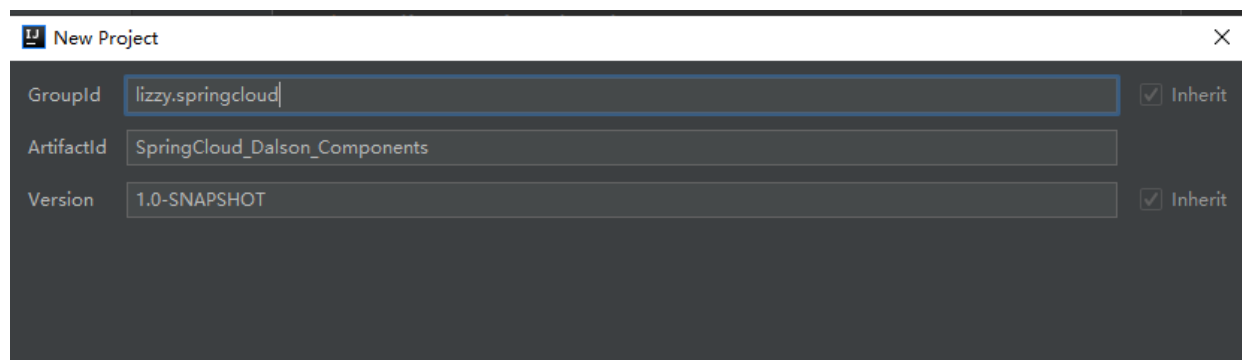 New Project
GroupId lizzy.springcloud Inherit
ArtifactId SpringCloud_Dalson_Components
Version 1.0-SNAPSHOT Inherit